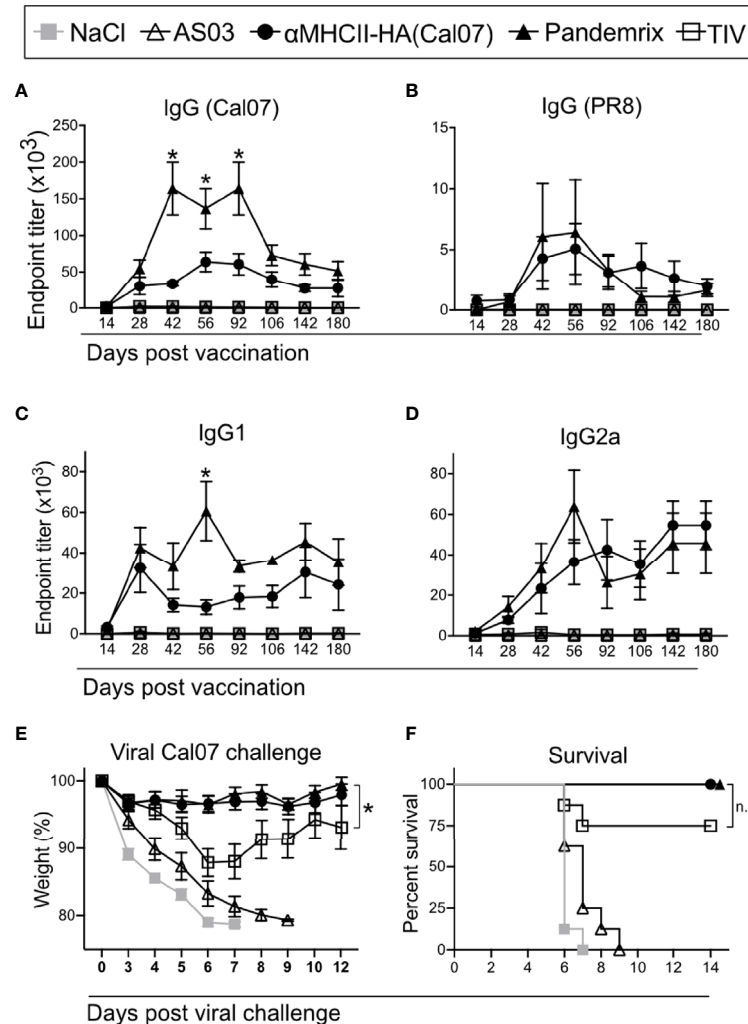 NaCl AS03 αMHCII-HA(Cal07) Pandemrix TIV
A
IgG (Cal07)
Endpoint titer (x10³)
250
200
150
100
50
0
* * *
14 28 42 56 92 106 142 180
Days post vaccination
B
IgG (PR8)
15
10
5
0
14 28 42 56 92 106 142 180
C
IgG1
Endpoint titer (x10³)
80
60
40
20
0
*
14 28 42 56 92 106 142 180
Days post vaccination
D
IgG2a
80
60
40
20
0
14 28 42 56 92 106 142 180
E
Viral Cal07 challenge
Weight (%)
100
90
80
*
0 3 4 5 6 7 8 9 10 12
Days post viral challenge
F
Survival
Percent survival
100
75
50
25
0
n.
0 2 4 6 8 10 12 14